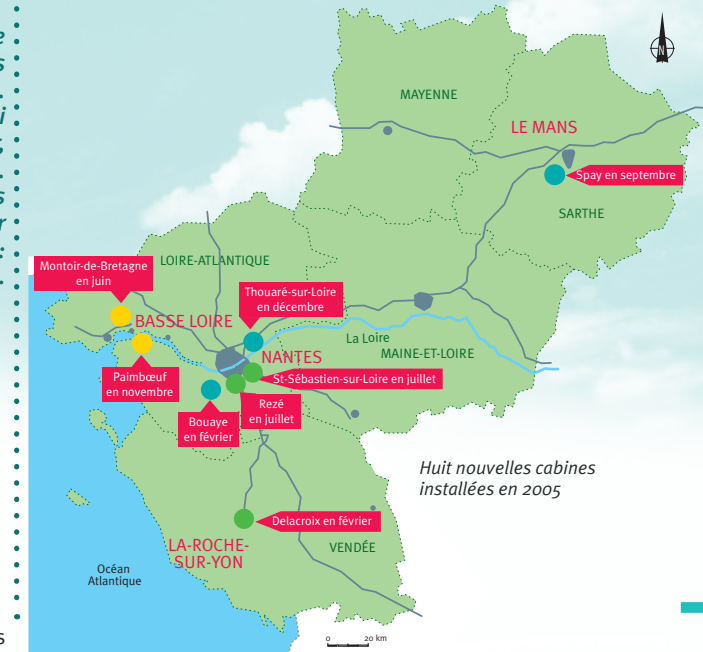 e
s
.
i
s
.
s
r
:
.
s
N
MAYENNE
LE MANS
Spay en septembre
SARTHE
LOIRE-ATLANTIQUE
Montoir-de-Bretagne
en juin
Thouaré-sur-Loire
en décembre
BASSE LOIRE
La Loire
MAINE-ET-LOIRE
NANTES
St-Sébastien-sur-Loire en juillet
Paimbœuf
en novembre
Rezé
en juillet
Bouaye
en février
Huit nouvelles cabines
installées en 2005
Delacroix en février
LA-ROCHE-
SUR-YON
VENDÉE
Océan
Atlantique
0 20 km